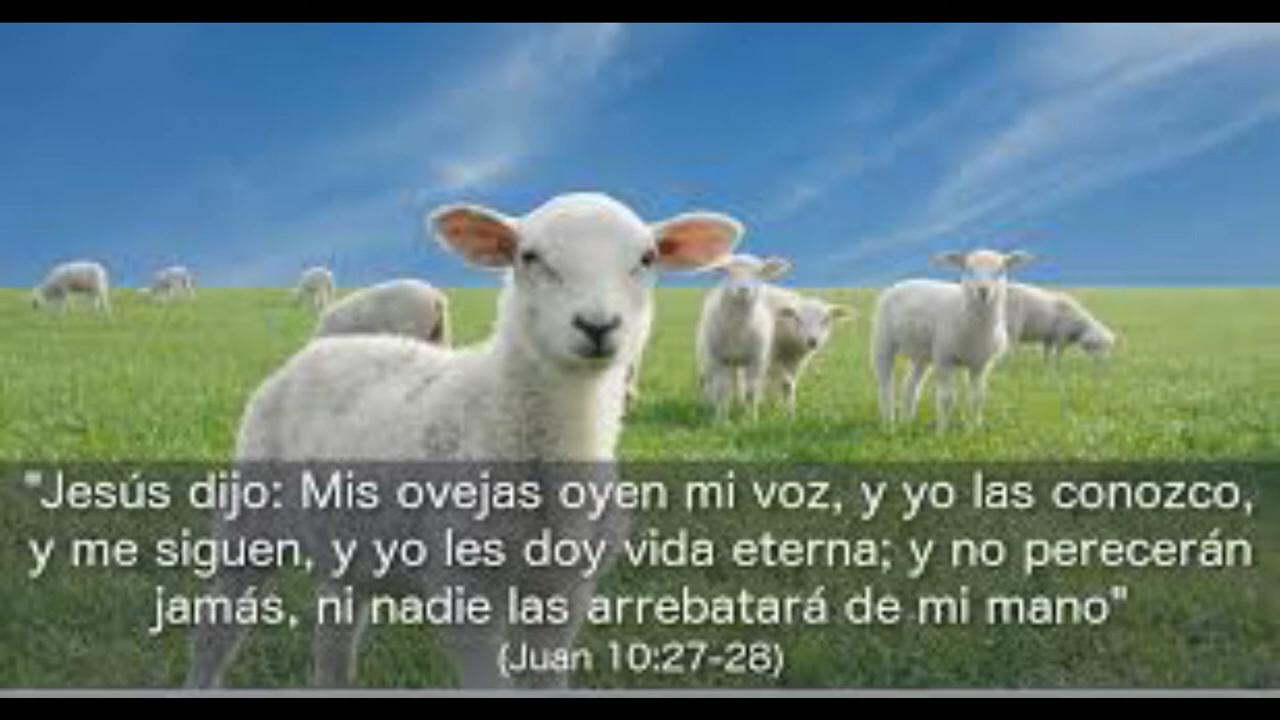 "Jesús dijo: Mis ovejas oyen mi voz, y yo las conozco,
y me siguen, y yo les doy vida eterna; y no perecerán
jamás, ni nadie las arrebatará de mi mano"
(Juan 10:27-28)